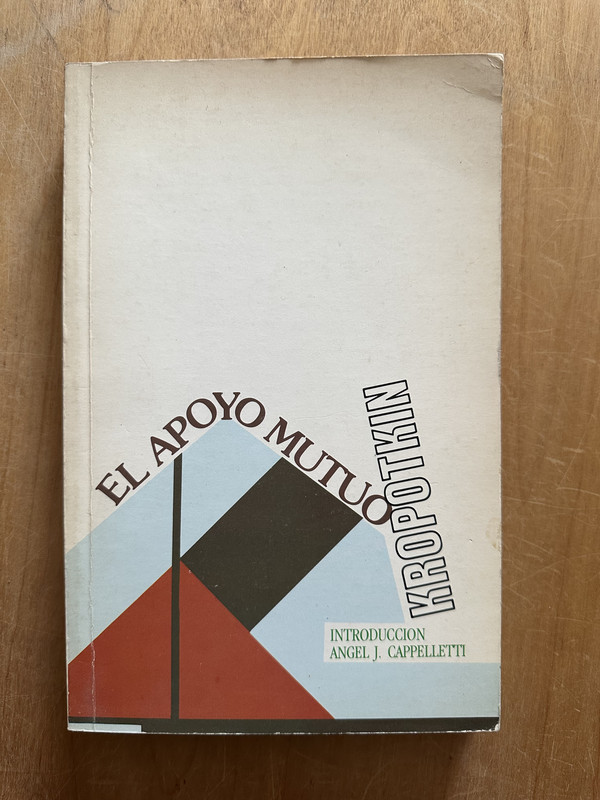 EL APOYO MUTUO
KROPOTKIN
INTRODUCCION
ANGEL J. CAPPELLETTI